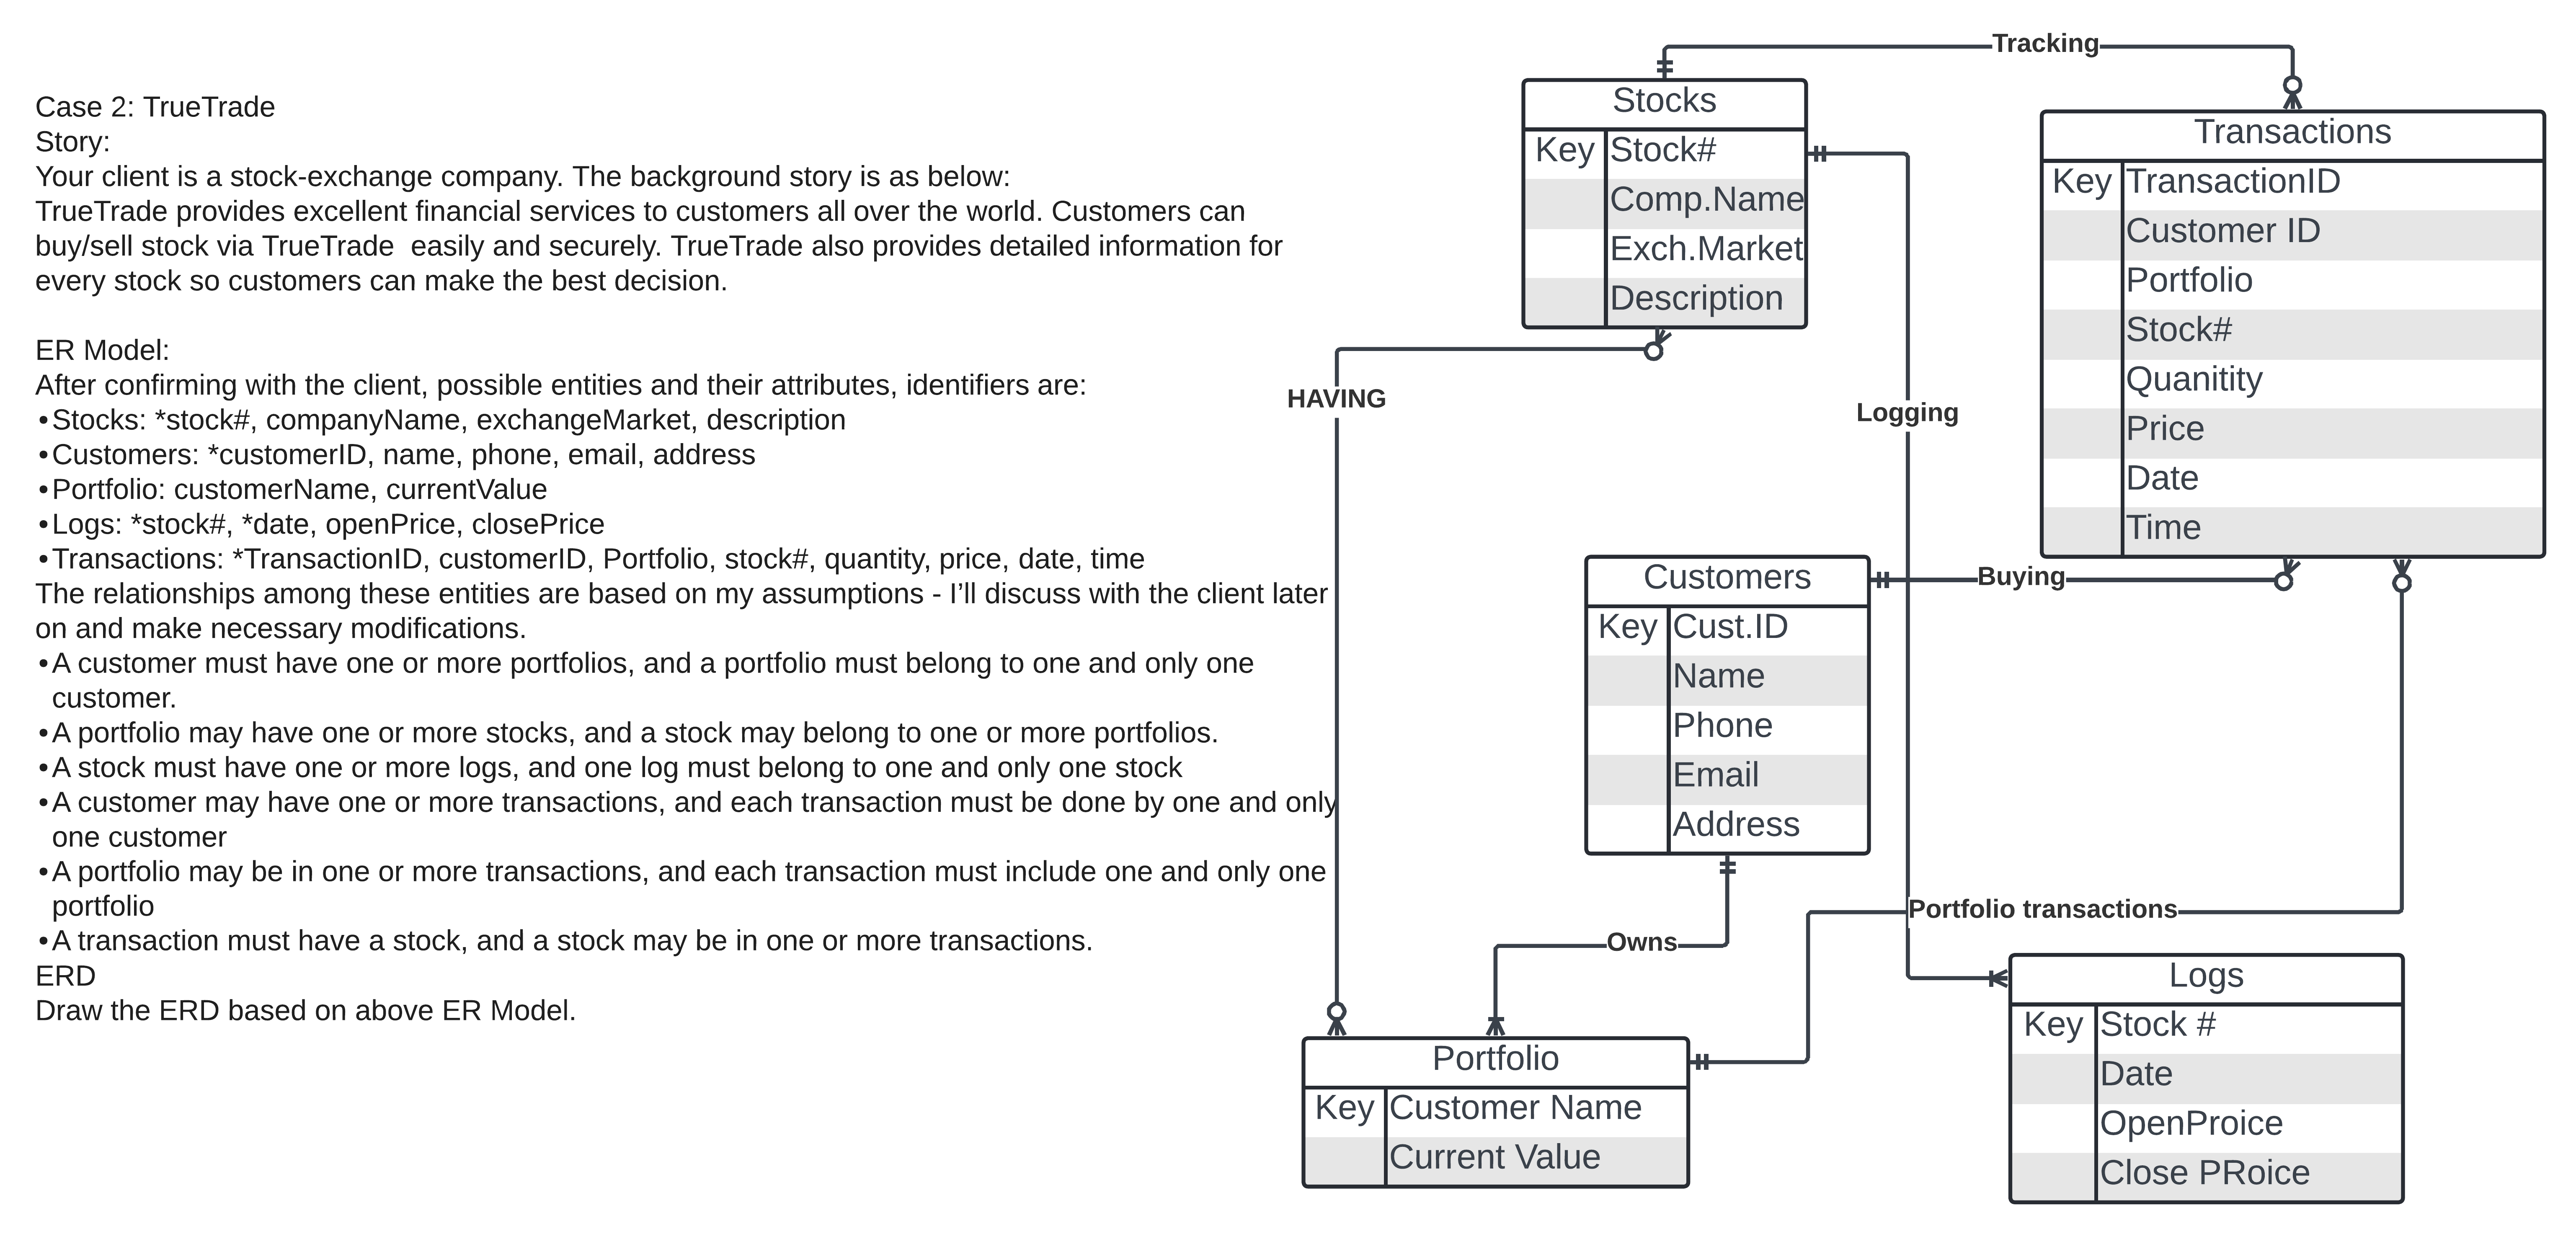 Case 2: TrueTrade
Story:
Your client is a stock-exchange company. The background story is as below:
TrueTrade provides excellent financial services to customers all over the world. Customers can
buy/sell stock via TrueTrade  easily and securely. TrueTrade also provides detailed information for
every stock so customers can make the best decision.
ER Model:
After confirming with the client, possible entities and their attributes, identifiers are:
•Stocks: *stock#, companyName, exchangeMarket, description
•Customers: *customerID, name, phone, email, address
•Portfolio: customerName, currentValue
•Logs: *stock#, *date, openPrice, closePrice
•Transactions: *TransactionID, customerID, Portfolio, stock#, quantity, price, date, time
The relationships among these entities are based on my assumptions - I’ll discuss with the client later
on and make necessary modifications.
•A customer must have one or more portfolios, and a portfolio must belong to one and only one
customer.
•A portfolio may have one or more stocks, and a stock may belong to one or more portfolios.
•A stock must have one or more logs, and one log must belong to one and only one stock
•A customer may have one or more transactions, and each transaction must be done by one and only
one customer
•A portfolio may be in one or more transactions, and each transaction must include one and only one
portfolio
•A transaction must have a stock, and a stock may be in one or more transactions.
ERD
Draw the ERD based on above ER Model.
Tracking
Stocks
Key Stock#
Comp.Name
Exch.Market
Description
Transactions
Key TransactionID
Customer ID
Portfolio
Stock#
Quanitity
Price
Date
Time
HAVING
Logging
Customers
Key Cust.ID
Name
Phone
Email
Address
Buying
Portfolio transactions
Owns
Portfolio
Key Customer Name
Current Value
Logs
Key Stock #
Date
OpenProice
Close PRoice